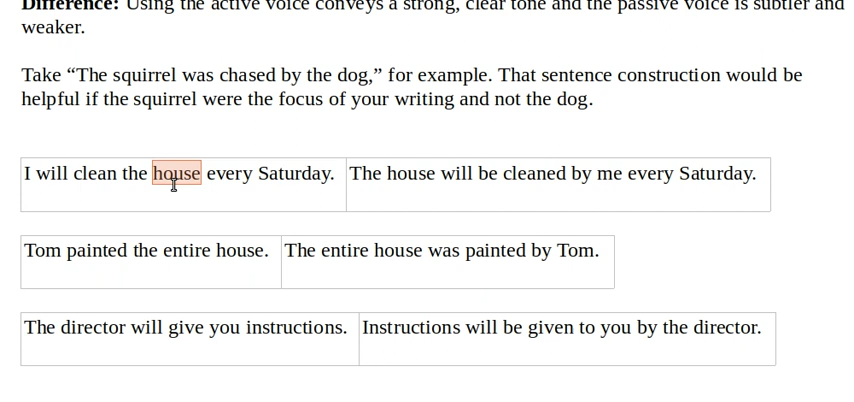 Difference: Using the active voice conveys a strong, clear tone and the passive voice is subtler and
weaker.
Take “The squirrel was chased by the dog,” for example. That sentence construction would be
helpful if the squirrel were the focus of your writing and not the dog.
I will clean the house every Saturday. The house will be cleaned by me every Saturday.
Tom painted the entire house. The entire house was painted by Tom.
The director will give you instructions. Instructions will be given to you by the director.